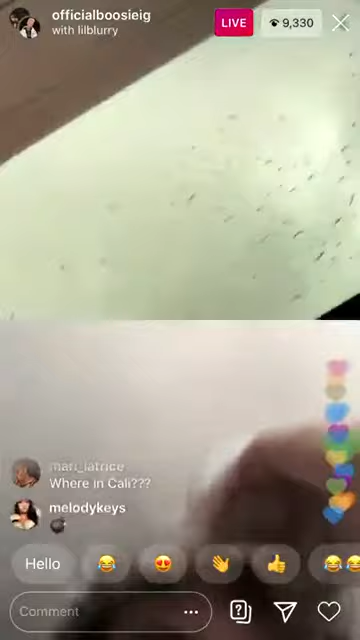 officialboosieig
with lilblurry
LIVE
9,330
mari_latrice
Where in Cali???
melodykeys
Hello
Comment